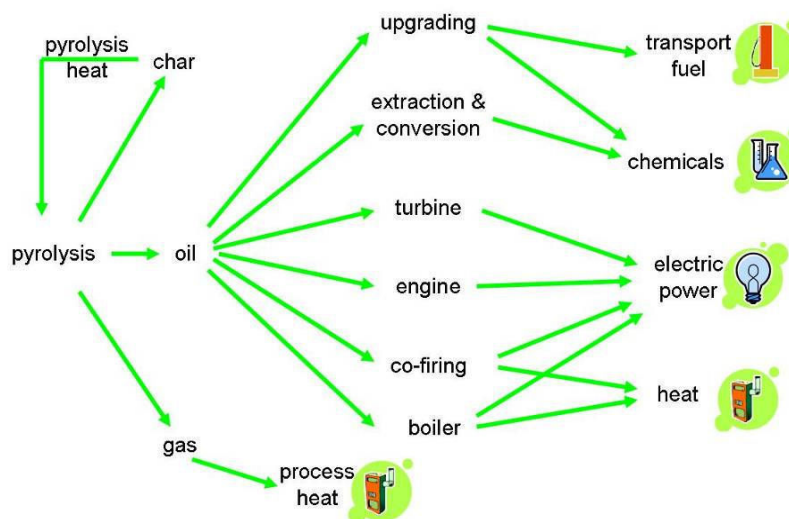 pyrolysis
heat
char
upgrading
transport
fuel
extraction &
conversion
chemicals
turbine
pyrolysis
oil
electric
power
engine
co-firing
heat
boiler
gas
process
heat